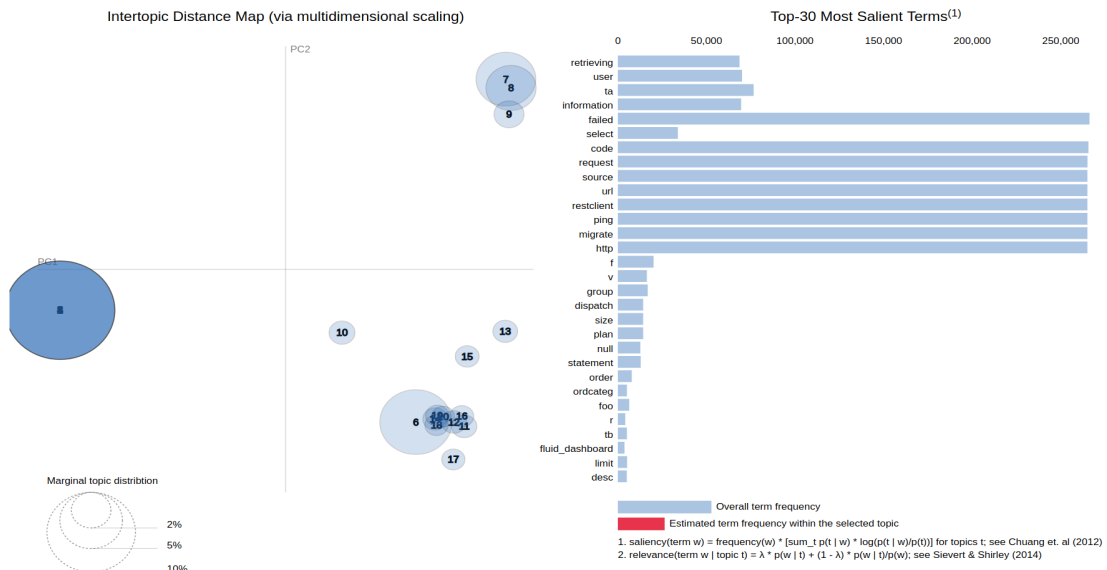 Intertopic Distance Map (via multidimensional scaling)
PC2
PC1
7
8
9
10
13
15
6
20
16
12
11
17
Marginal topic distribtion
2%
5%
10%
Top-30 Most Salient Terms(1)
0 50,000 100,000 150,000 200,000 250,000
retrieving
user
ta
information
failed
select
code
request
source
url
restclient
ping
migrate
http
f
v
group
dispatch
size
plan
null
statement
order
ordcateg
foo
r
tb
fluid_dashboard
limit
desc
Overall term frequency
Estimated term frequency within the selected topic
1. saliency(term w) = frequency(w) * [sum_t p(t | w) * log(p(t | w)/p(t))] for topics t; see Chuang et. al (2012)
2. relevance(term w | topic t) = λ * p(w | t) + (1 - λ) * p(w | t)/p(w); see Sievert & Shirley (2014)